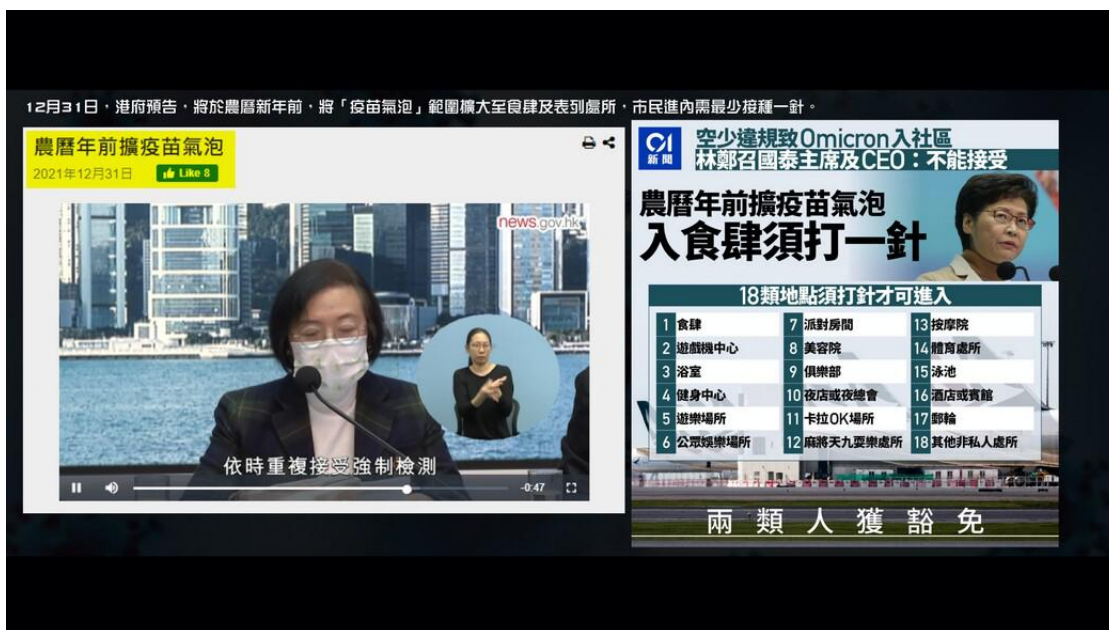 12月31日，港府預告，將於農曆新年前，將「疫苗氣泡」範圍擴大至食肆及表列處所，市民進內需最少接種一針。
農曆年前擴疫苗氣泡
2021年12月31日 Like 8
news.gov.hk
依時重複接受強制檢測
-0:47
01
新聞
空少違規致Omicron入社區
林鄭召國泰主席及CEO：不能接受
農曆年前擴疫苗氣泡
入食肆須打一針
18類地點須打針才可進入
1 食肆
2 遊戲機中心
3 浴室
4 健身中心
5 遊樂場所
6 公眾娛樂場所
7 派對房間
8 美容院
9 俱樂部
10 夜店或夜總會
11 卡拉OK場所
12 麻將天九耍樂處所
13 按摩院
14 體育處所
15 泳池
16 酒店或賓館
17 郵輪
18 其他非私人處所
兩類人獲豁免